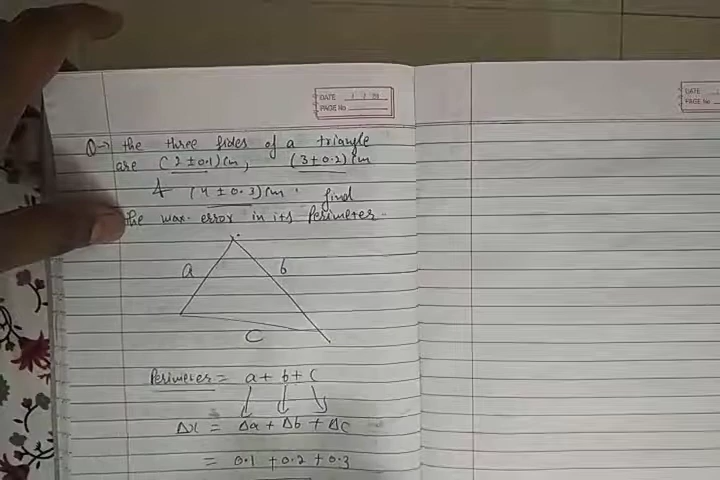 DATE
PAGE No
DATE
PAGE No
Q→ the three sides of a triangle
are (2 ± 0.1) Cm, (3 ± 0.2) Cm
& (4 ± 0.3) Cm. find
the max. error in its Perimeter.
a b
C
Perimeter = a + b + C
Δx = Δa + Δb + Δc
= 0.1 + 0.2 + 0.3